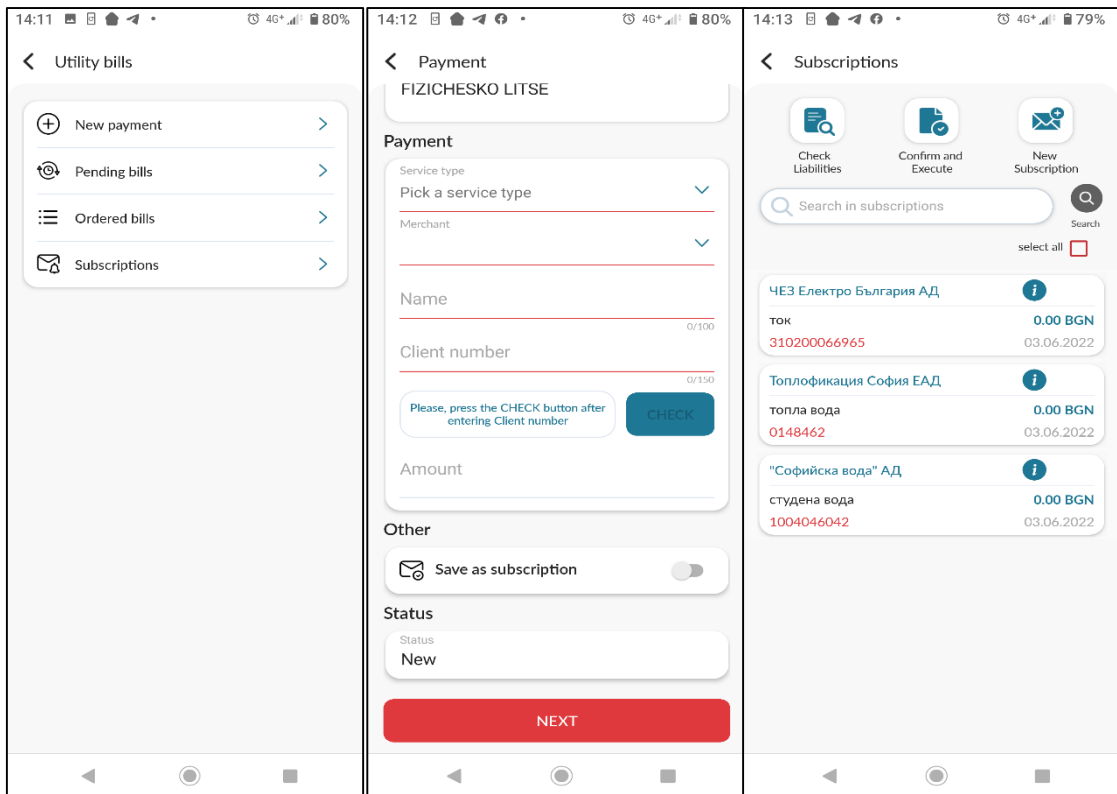 14:11
4G+ 80%
Utility bills
New payment
Pending bills
Ordered bills
Subscriptions
14:12
4G+ 80%
Payment
FIZICHESKO LITSE
Payment
Service type
Pick a service type
Merchant
Name
0/100
Client number
0/150
Please, press the CHECK button after
entering Client number
CHECK
Amount
Other
Save as subscription
Status
Status
New
NEXT
14:13
4G+ 79%
Subscriptions
Check
Liabilities
Confirm and
Execute
New
Subscription
Search in subscriptions
Search
select all
ЧЕЗ Електро България АД
ток 0.00 BGN
310200066965 03.06.2022
Топлофикация София ЕАД
топла вода 0.00 BGN
0148462 03.06.2022
"Софийска вода" АД
студена вода 0.00 BGN
1004046042 03.06.2022